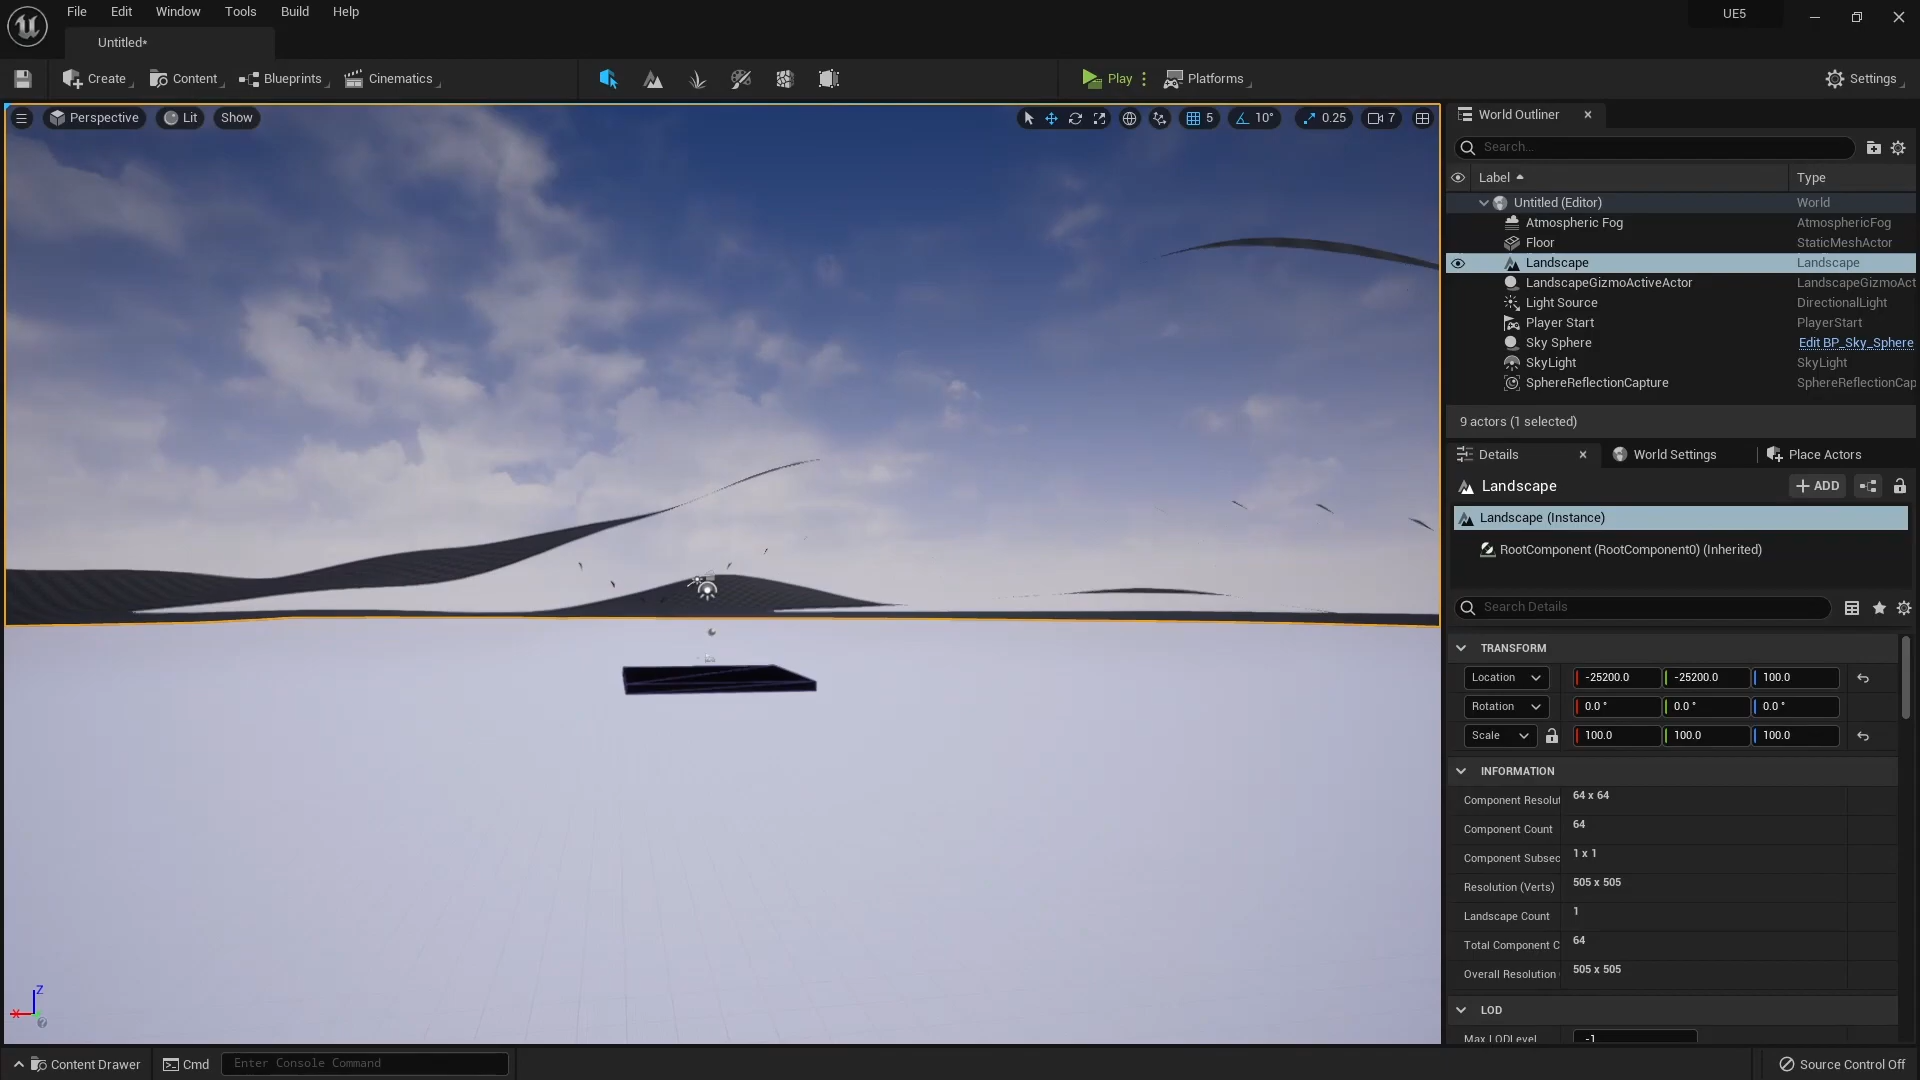 File Edit Window Tools Build Help
UE5
Untitled*
Create Content Blueprints Cinematics Play Platforms Settings
Perspective Lit Show 5 10° 0.25 7
World Outliner
Search...
Label Type
Untitled (Editor) World
Atmospheric Fog AtmosphericFog
Floor StaticMeshActor
Landscape Landscape
LandscapeGizmoActiveActor LandscapeGizmoAct
Light Source DirectionalLight
Player Start PlayerStart
Sky Sphere Edit BP_Sky_Sphere
SkyLight SkyLight
SphereReflectionCapture SphereReflectionCap
9 actors (1 selected)
Details World Settings Place Actors
Landscape ADD
Landscape (Instance)
RootComponent (RootComponent0) (Inherited)
Search Details
TRANSFORM
Location -25200.0 -25200.0 100.0
Rotation 0.0 ° 0.0 ° 0.0 °
Scale 100.0 100.0 100.0
INFORMATION
Component Resolut 64 x 64
Component Count 64
Component Subsec 1 x 1
Resolution (Verts) 505 x 505
Landscape Count 1
Total Component C 64
Overall Resolution 505 x 505
LOD
Max LODLevel -1
Z
X
Content Drawer Cmd Enter Console Command Source Control Off